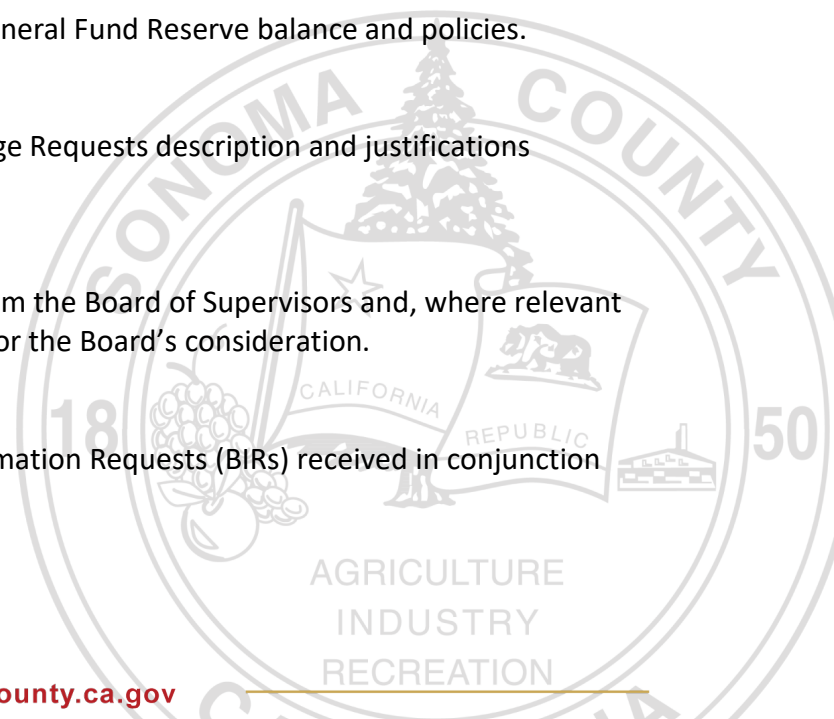 eneral Fund Reserve balance and policies.
ge Requests description and justifications
om the Board of Supervisors and, where relevant
or the Board's consideration.
mation Requests (BIRs) received in conjunction
SONOMA COUNTY
CALIFORNIA
REPUBLIC
18 50
AGRICULTURE
INDUSTRY
RECREATION
ounty.ca.gov